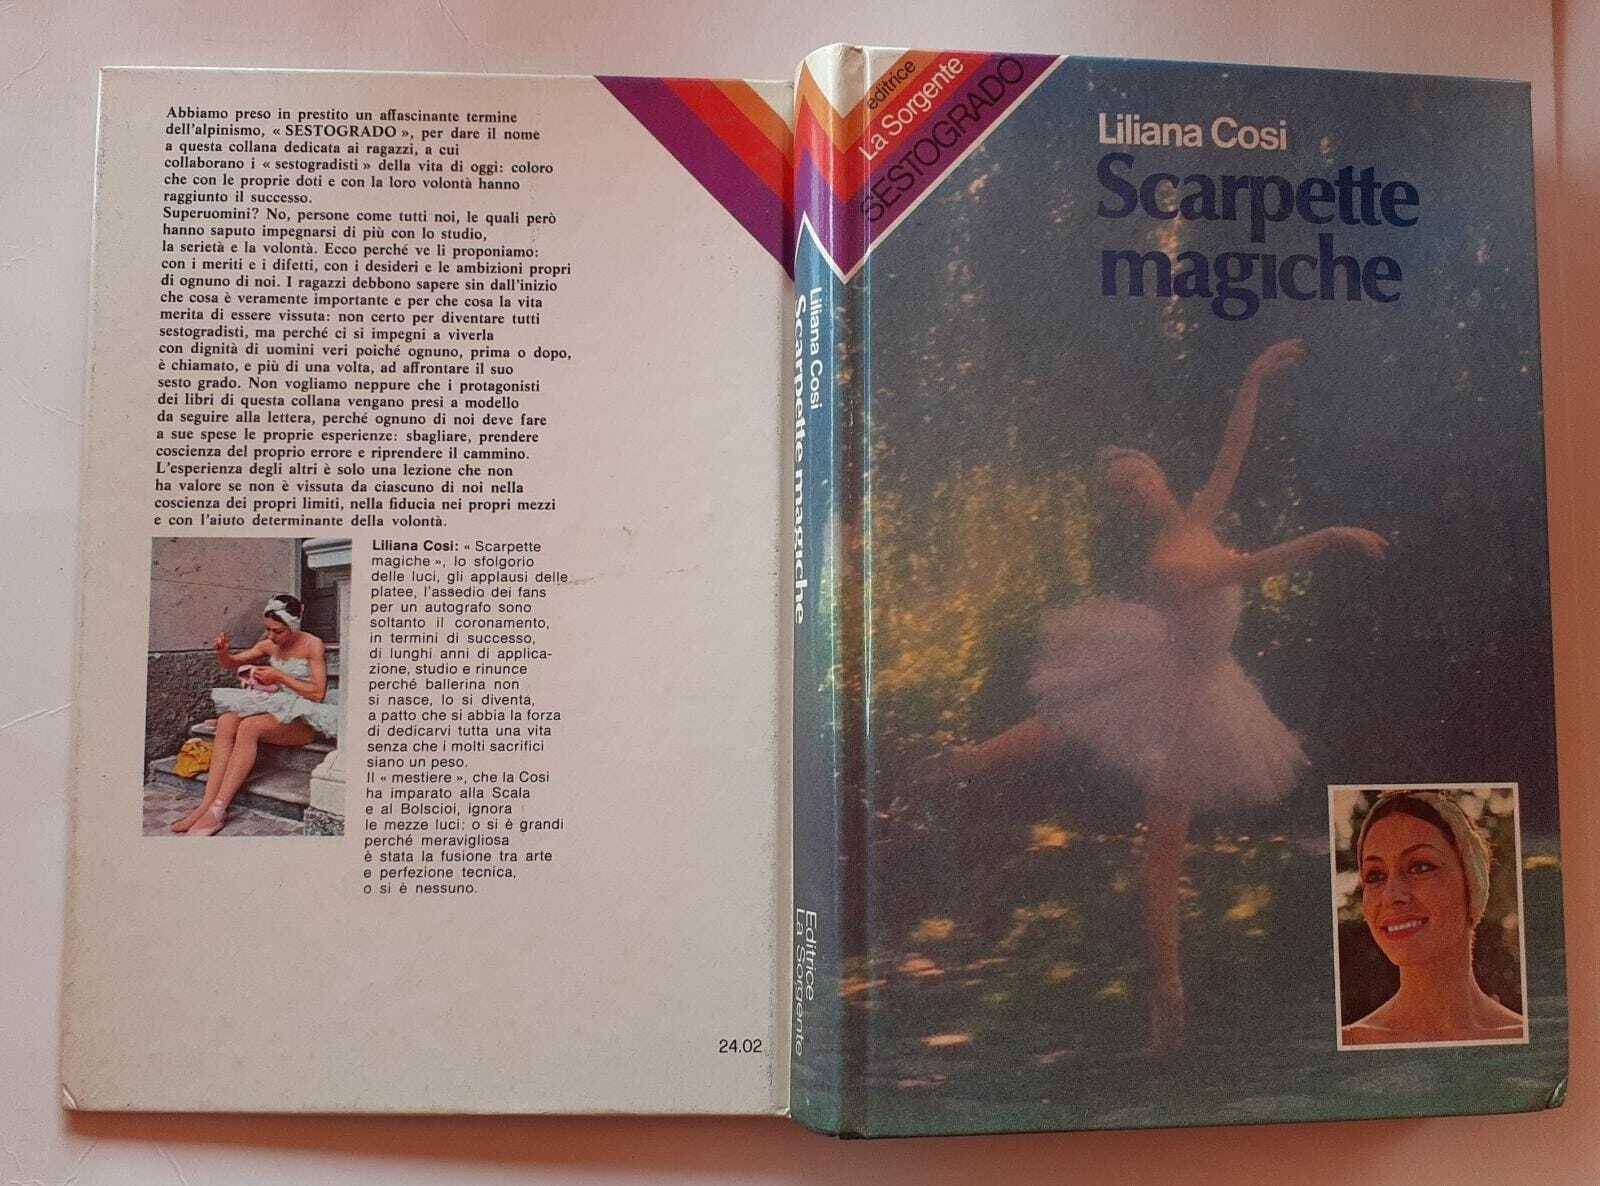 Abbiamo preso in prestito un affascinante termine
dell'alpinismo, « SESTOGRADO », per dare il nome
a questa collana dedicata ai ragazzi, a cui
collaborano i « sestogradisti » della vita di oggi: coloro
che con le proprie doti e con la loro volontà hanno
raggiunto il successo.
Superuomini? No, persone come tutti noi, le quali però
hanno saputo impegnarsi di più con lo studio,
la serietà e la volontà. Ecco perché ve li proponiamo:
con i meriti e i difetti, con i desideri e le ambizioni propri
di ognuno di noi. I ragazzi debbono sapere sin dall'inizio
che cosa è veramente importante e per che cosa la vita
merita di essere vissuta: non certo per diventare tutti
sestogradisti, ma perché ci si impegni a viverla
con dignità di uomini veri poiché ognuno, prima o dopo,
è chiamato, e più di una volta, ad affrontare il suo
sesto grado. Non vogliamo neppure che i protagonisti
dei libri di questa collana vengano presi a modello
da seguire alla lettera, perché ognuno di noi deve fare
a sue spese le proprie esperienze: sbagliare, prendere
coscienza del proprio errore e riprendere il cammino.
L'esperienza degli altri è solo una lezione che non
ha valore se non è vissuta da ciascuno di noi nella
coscienza dei propri limiti, nella fiducia nei propri mezzi
e con l'aiuto determinante della volontà.
Liliana Cosi: « Scarpette
magiche », lo sfolgorio
delle luci, gli applausi delle
platee, l'assedio dei fans
per un autografo sono
soltanto il coronamento,
in termini di successo,
di lunghi anni di applica-
zione, studio e rinunce
perché ballerina non
si nasce, lo si diventa,
a patto che si abbia la forza
di dedicarvi tutta una vita
senza che i molti sacrifici
siano un peso.
Il « mestiere », che la Cosi
ha imparato alla Scala
e al Bolscioi, ignora
le mezze luci: o si è grandi
perché meravigliosa
è stata la fusione tra arte
e perfezione tecnica,
o si è nessuno.
24.02
Liliana Cosi
Scarpette magiche
Editrice
La Sorgente
editrice
La Sorgente
SESTOGRADO
Liliana Cosi
Scarpette
magiche